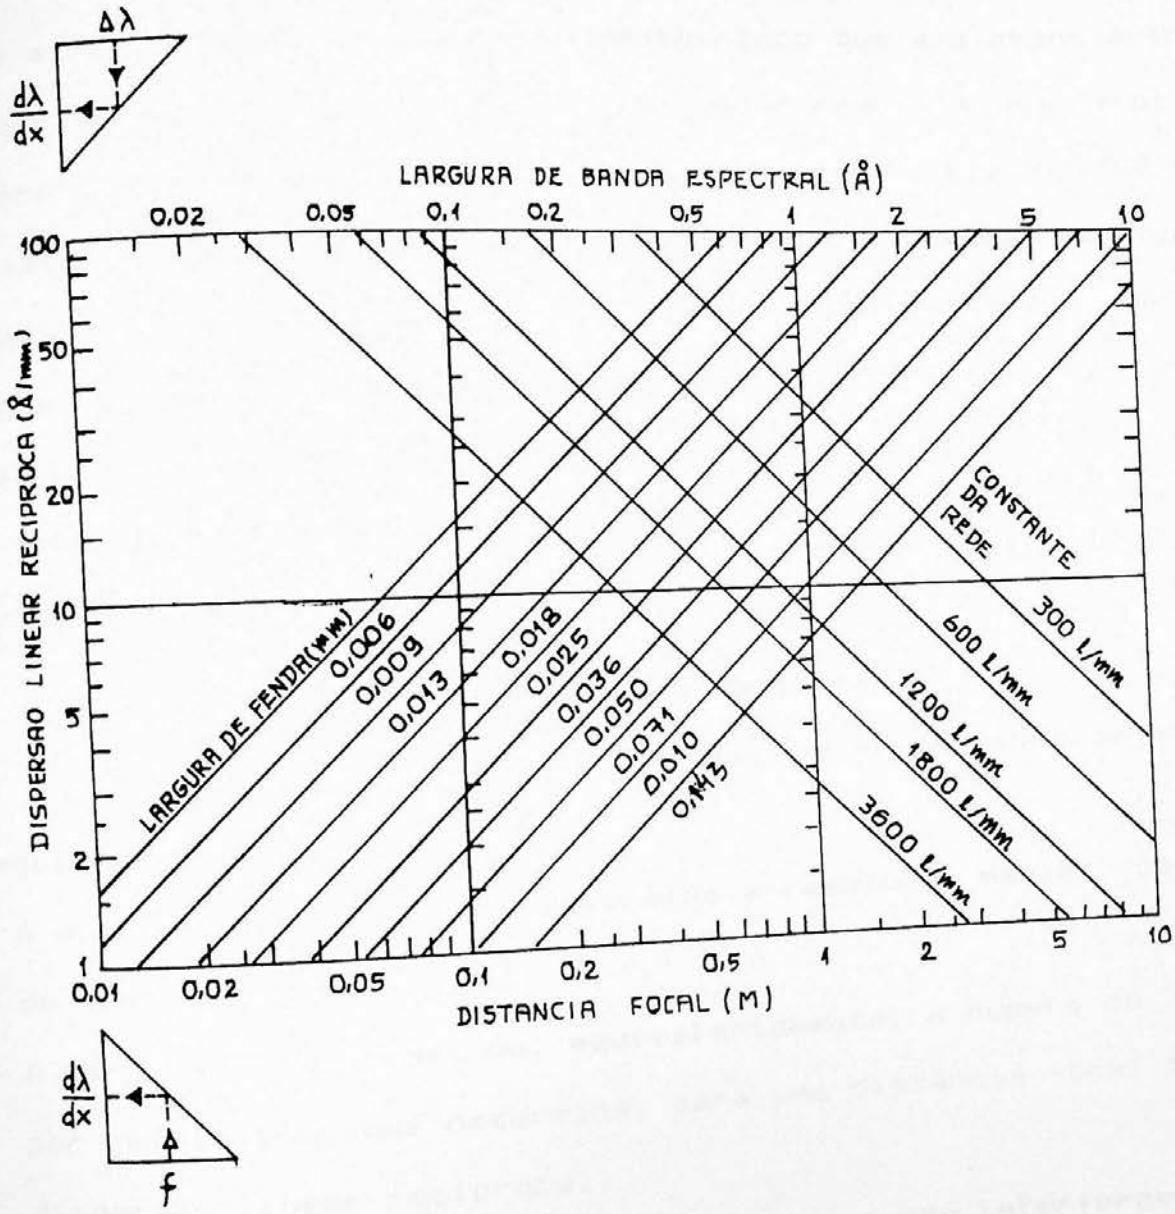 Δλ
dλ
dx
LARGURA DE BANDA ESPECTRAL (Å)
0,02 0,05 0,1 0,2 0,5 1 2 5 10
DISPERSAO LINEAR RECIPROCA (Å/mm)
100
50
20
10
5
2
1
LARGURA DE FENDA(mm)
0,006
0,009
0,013
0,018
0,025
0,036
0,050
0,071
0,010
0,143
CONSTANTE
DA
REDE
300 l/mm
600 l/mm
1200 l/mm
1800 l/mm
3600 l/mm
0.01 0,02 0,05 0,1 0,2 0,5 1 2 5 10
DISTANCIA FOCAL (M)
dλ
dx
f